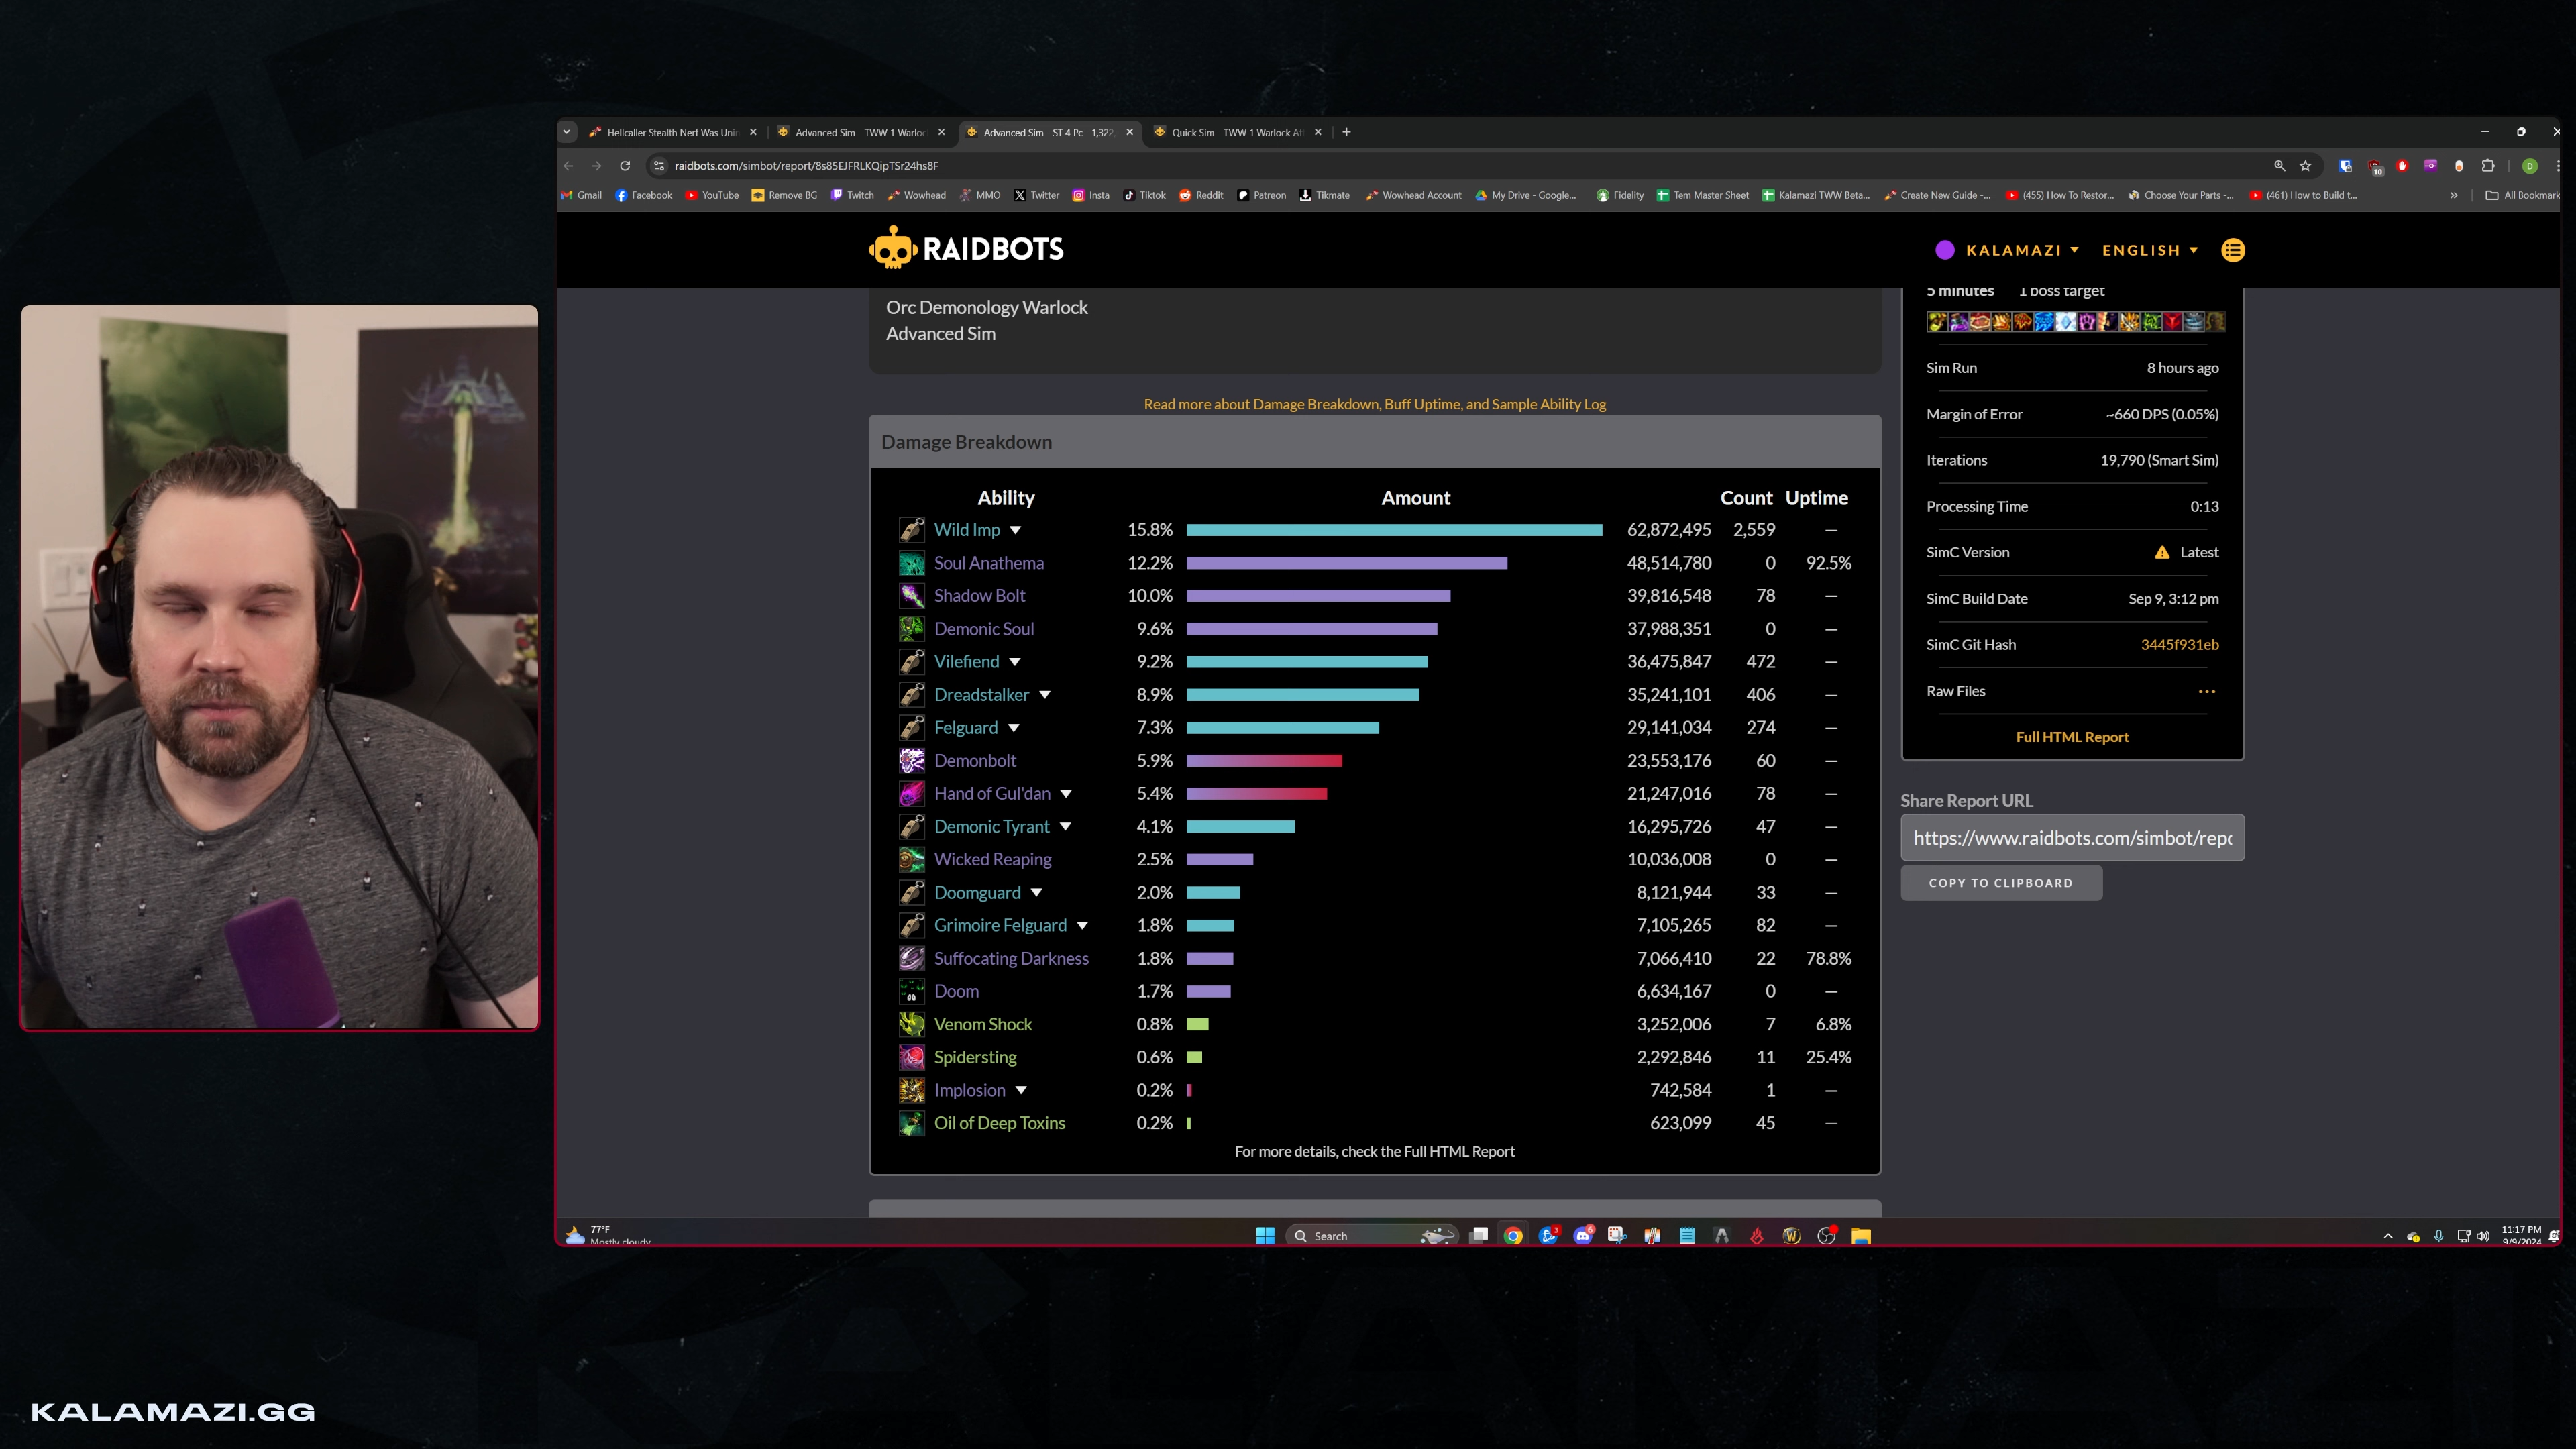 Hellcaller Stealth Nerf Was Unin
Advanced Sim - TWW 1 Warloc
Advanced Sim - ST 4 Pc - 1,322
Quick Sim - TWW 1 Warlock Af
raidbots.com/simbot/report/8s85EJFRLKQipTSr24hs8F
10
D
Gmail Facebook YouTube Remove BG Twitch Wowhead MMO Twitter Insta Tiktok Reddit Patreon Tikmate Wowhead Account My Drive - Google... Fidelity Tem Master Sheet Kalamazi TWW Beta... Create New Guide -... (455) How To Restor... Choose Your Parts -... (461) How to Build t... » All Bookmark
RAIDBOTS
KALAMAZI ENGLISH
Orc Demonology Warlock
Advanced Sim
Read more about Damage Breakdown, Buff Uptime, and Sample Ability Log
Damage Breakdown
Ability Amount Count Uptime
Wild Imp 15.8% 62,872,495 2,559 —
Soul Anathema 12.2% 48,514,780 0 92.5%
Shadow Bolt 10.0% 39,816,548 78 —
Demonic Soul 9.6% 37,988,351 0 —
Vilefiend 9.2% 36,475,847 472 —
Dreadstalker 8.9% 35,241,101 406 —
Felguard 7.3% 29,141,034 274 —
Demonbolt 5.9% 23,553,176 60 —
Hand of Gul'dan 5.4% 21,247,016 78 —
Demonic Tyrant 4.1% 16,295,726 47 —
Wicked Reaping 2.5% 10,036,008 0 —
Doomguard 2.0% 8,121,944 33 —
Grimoire Felguard 1.8% 7,105,265 82 —
Suffocating Darkness 1.8% 7,066,410 22 78.8%
Doom 1.7% 6,634,167 0 —
Venom Shock 0.8% 3,252,006 7 6.8%
Spidersting 0.6% 2,292,846 11 25.4%
Implosion 0.2% 742,584 1 —
Oil of Deep Toxins 0.2% 623,099 45 —
For more details, check the Full HTML Report
5 minutes 1 boss target
Sim Run 8 hours ago
Margin of Error ~660 DPS (0.05%)
Iterations 19,790 (Smart Sim)
Processing Time 0:13
SimC Version Latest
SimC Build Date Sep 9, 3:12 pm
SimC Git Hash 3445f931eb
Raw Files ...
Full HTML Report
Share Report URL
https://www.raidbots.com/simbot/repo
COPY TO CLIPBOARD
77°F
Mostly cloudy
Search
3
6
11:17 PM
9/9/2024
KALAMAZI.GG